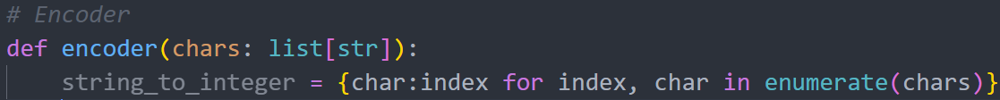 # Encoder
def encoder(chars: list[str]):
    string_to_integer = {char:index for index, char in enumerate(chars)}